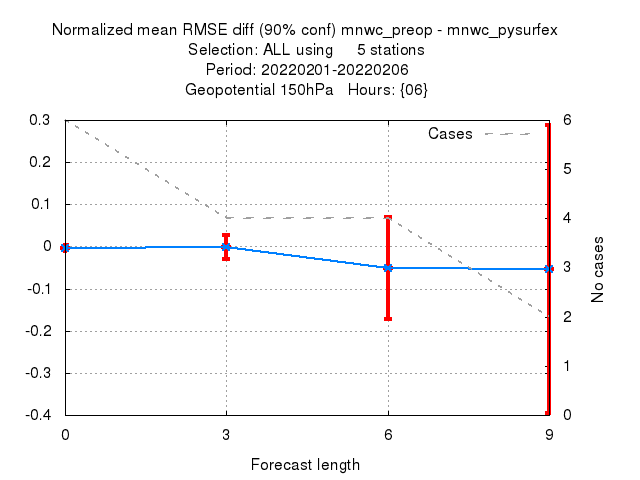 Normalized mean RMSE diff (90% conf) mnwc_preop - mnwc_pysurfex
Selection: ALL using 5 stations
Period: 20220201-20220206
Geopotential 150hPa Hours: {06}
Cases
0.3
0.2
0.1
0
-0.1
-0.2
-0.3
-0.4
6
5
4
3
2
1
0
No cases
0 3 6 9
Forecast length